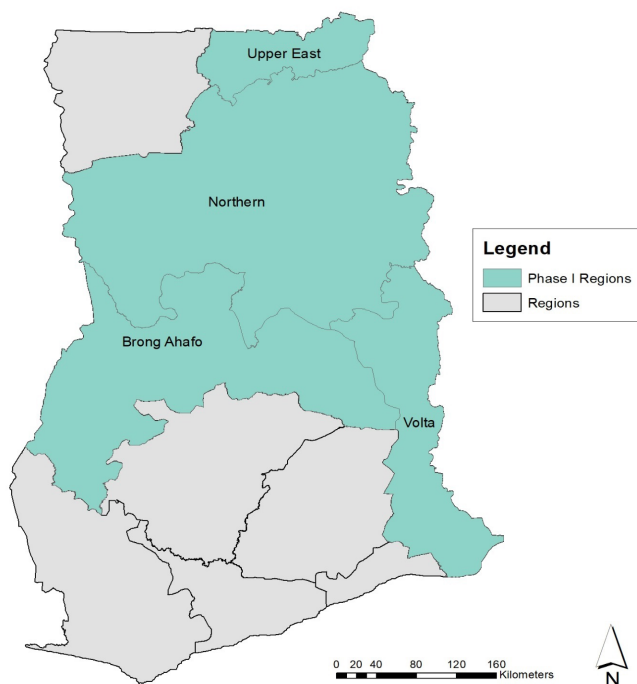 Upper East
Northern
Legend
Phase I Regions
Regions
Brong Ahafo
Volta
0 20 40 80 120 160
Kilometers
N